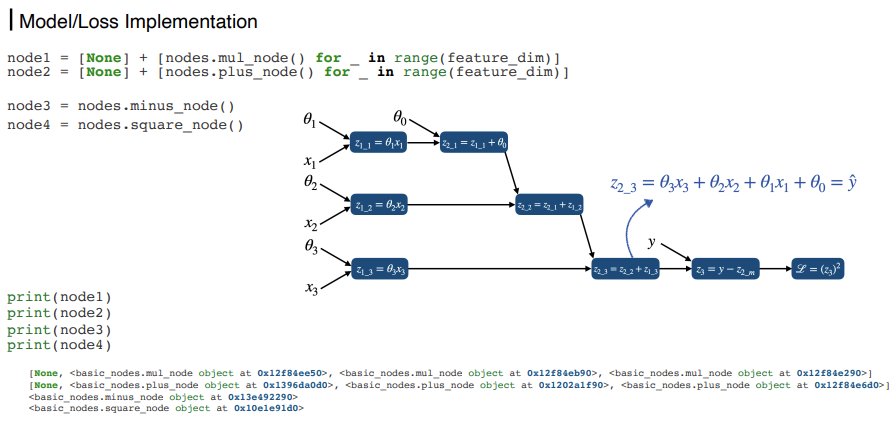 Model/Loss Implementation
node1 = [None] + [nodes.mul_node() for _ in range(feature_dim)]
node2 = [None] + [nodes.plus_node() for _ in range(feature_dim)]
node3 = nodes.minus_node()
node4 = nodes.square_node()
θ₁
θ₀
z₁_₁ = θ₁x₁
z₂_₁ = z₁_₁ + θ₀
x₁
θ₂
z₂_₃ = θ₃x₃ + θ₂x₂ + θ₁x₁ + θ₀ = ŷ
z₁_₂ = θ₂x₂
z₂_₂ = z₂_₁ + z₁_₂
x₂
θ₃
y
z₁_₃ = θ₃x₃
z₂_₃ = z₂_₂ + z₁_₃
z₃ = y − z₂_ₘ
ℒ = (z₃)²
x₃
print(node1)
print(node2)
print(node3)
print(node4)
[None, <basic_nodes.mul_node object at 0x12f84ee50>, <basic_nodes.mul_node object at 0x12f84eb90>, <basic_nodes.mul_node object at 0x12f84e290>]
[None, <basic_nodes.plus_node object at 0x1396da0d0>, <basic_nodes.plus_node object at 0x1202a1f90>, <basic_nodes.plus_node object at 0x12f84e6d0>]
<basic_nodes.minus_node object at 0x13e492290>
<basic_nodes.square_node object at 0x10e1e91d0>